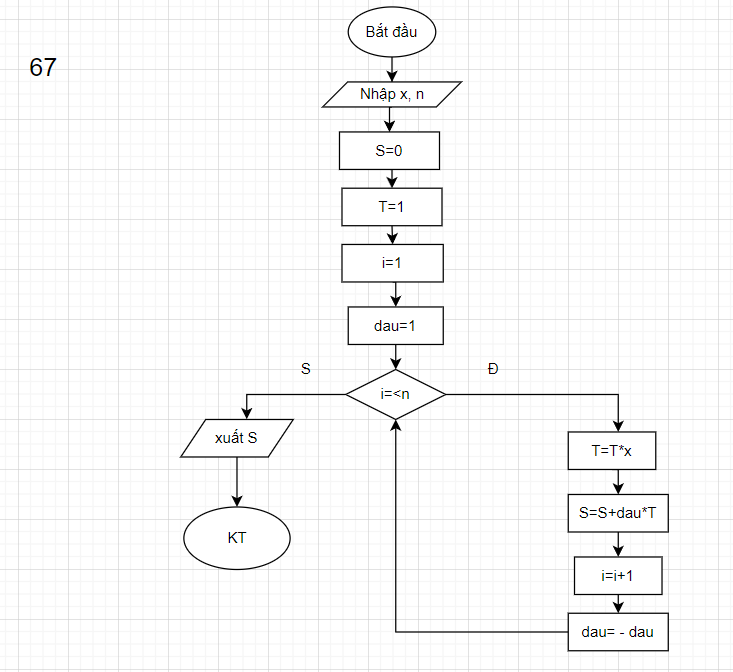 67
Bắt đầu
Nhập x, n
S=0
T=1
i=1
dau=1
S
Đ
i=<n
xuất S
T=T*x
S=S+dau*T
KT
i=i+1
dau= - dau